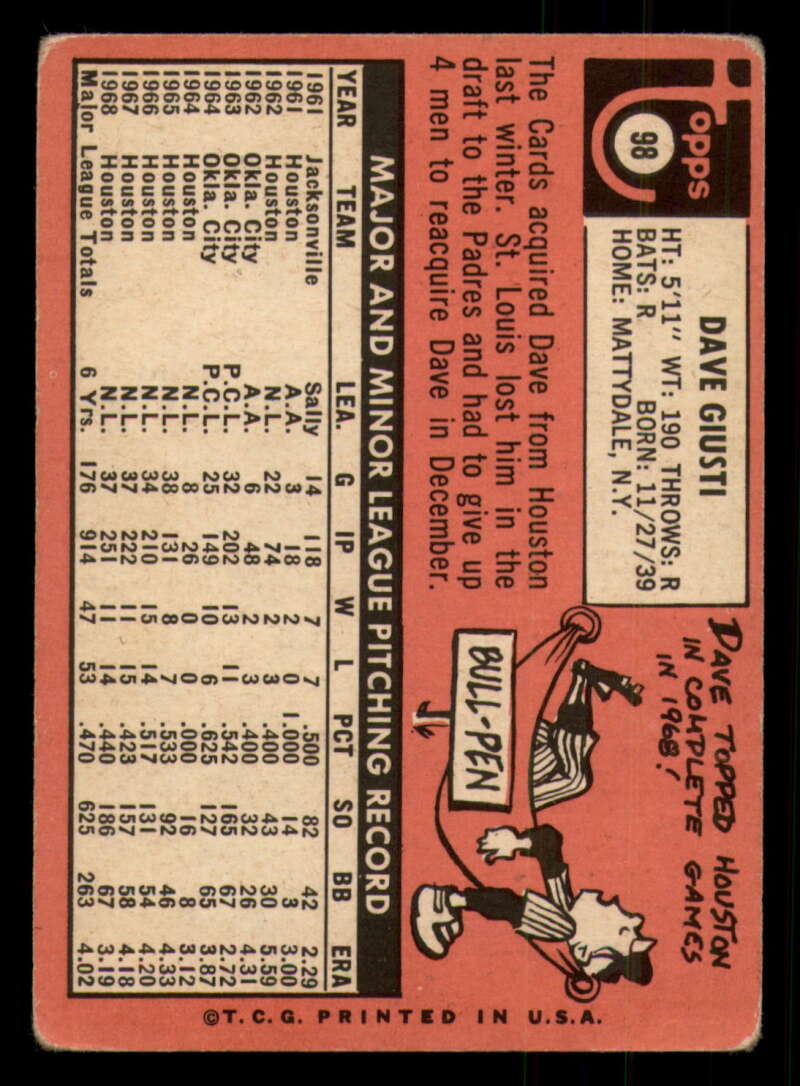 Topps
98
DAVE GIUSTI
HT: 5'11" WT: 190 THROWS: R
BATS: R BORN: 11/27/39
HOME: MATTYDALE, N.Y.
The Cards acquired Dave from Houston
last winter. St. Louis lost him in the
draft to the Padres and had to give up
4 men to reacquire Dave in December.
DAVE TOPPED HOUSTON
IN COMPLETE GAMES
IN 1968!
BULL-PEN
MAJOR AND MINOR LEAGUE PITCHING RECORD
YEAR TEAM LEA. G IP W L PCT SO BB ERA
1961 Jacksonville Sally 14 118 7 7 .500 82 42 2.29
1961 Houston A.A. 3 18 2 0 1.000 14 3 3.00
1962 Houston N.L. 22 74 2 3 .400 43 30 5.59
1962 Okla. City A.A. 6 48 2 3 .400 32 26 4.31
1963 Okla. City P.C.L. 32 202 13 11 .542 165 67 2.72
1964 Okla. City P.C.L. 25 149 10 6 .625 127 65 3.87
1964 Houston N.L. 8 26 0 0 .000 16 8 3.12
1965 Houston N.L. 38 131 8 7 .533 92 46 4.33
1966 Houston N.L. 34 210 15 14 .517 131 54 4.20
1967 Houston N.L. 37 222 11 15 .423 157 58 4.18
1968 Houston N.L. 37 251 11 14 .440 186 67 3.19
Major League Totals 6 Yrs. 176 914 47 53 .470 625 263 4.02
©T.C.G. PRINTED IN U.S.A.